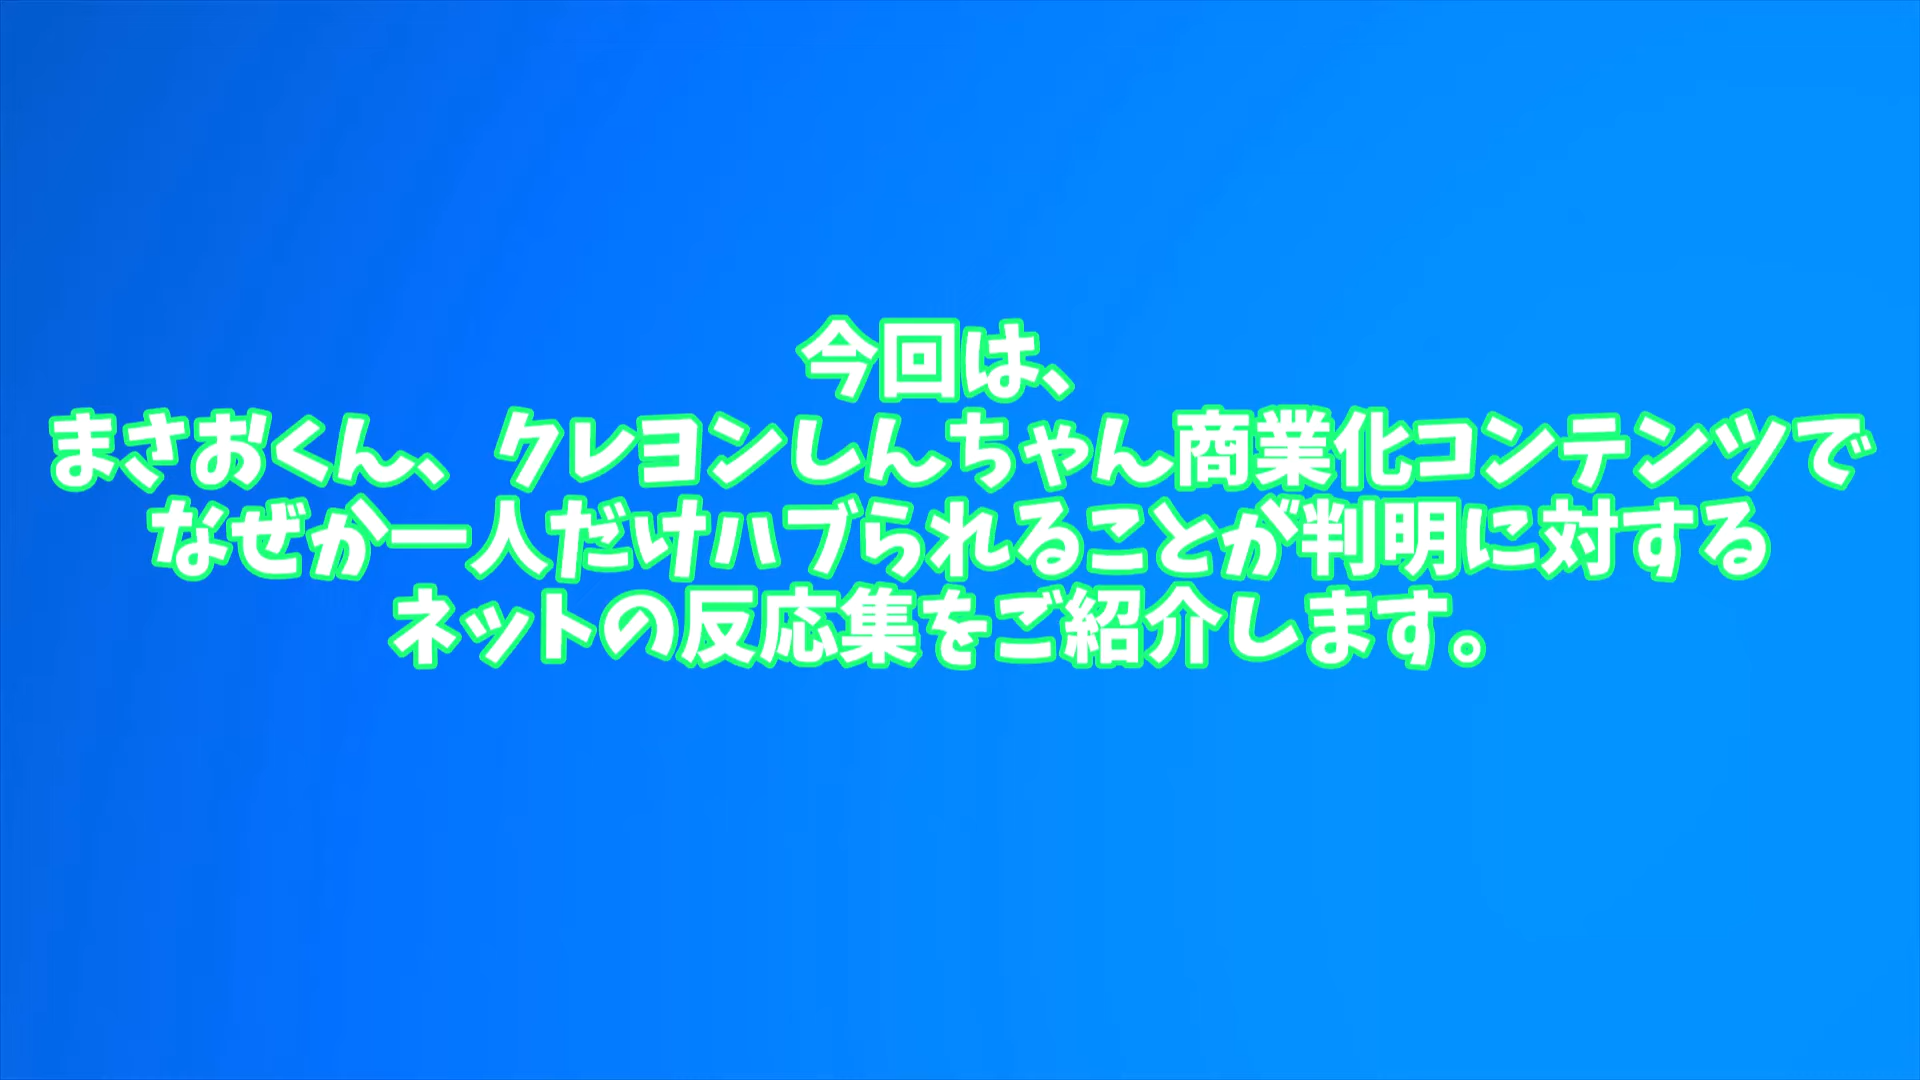 今回は、
まさおくん、クレヨンしんちゃん商業化コンテンツで
なぜか一人だけハブられることが判明に対する
ネットの反応集をご紹介します。